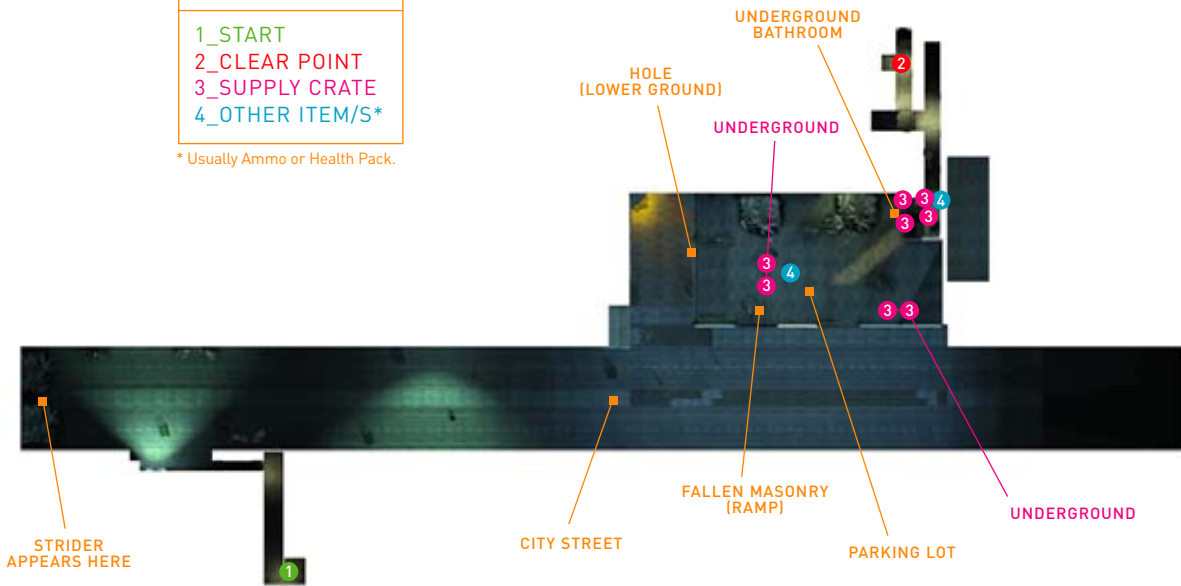 1_START
2_CLEAR POINT
3_SUPPLY CRATE
4_OTHER ITEM/S*
* Usually Ammo or Health Pack.
UNDERGROUND
BATHROOM
HOLE
(LOWER GROUND)
UNDERGROUND
2
3
3
4
3
3
3
4
3
3
3
FALLEN MASONRY
(RAMP)
UNDERGROUND
CITY STREET
PARKING LOT
STRIDER
APPEARS HERE
1